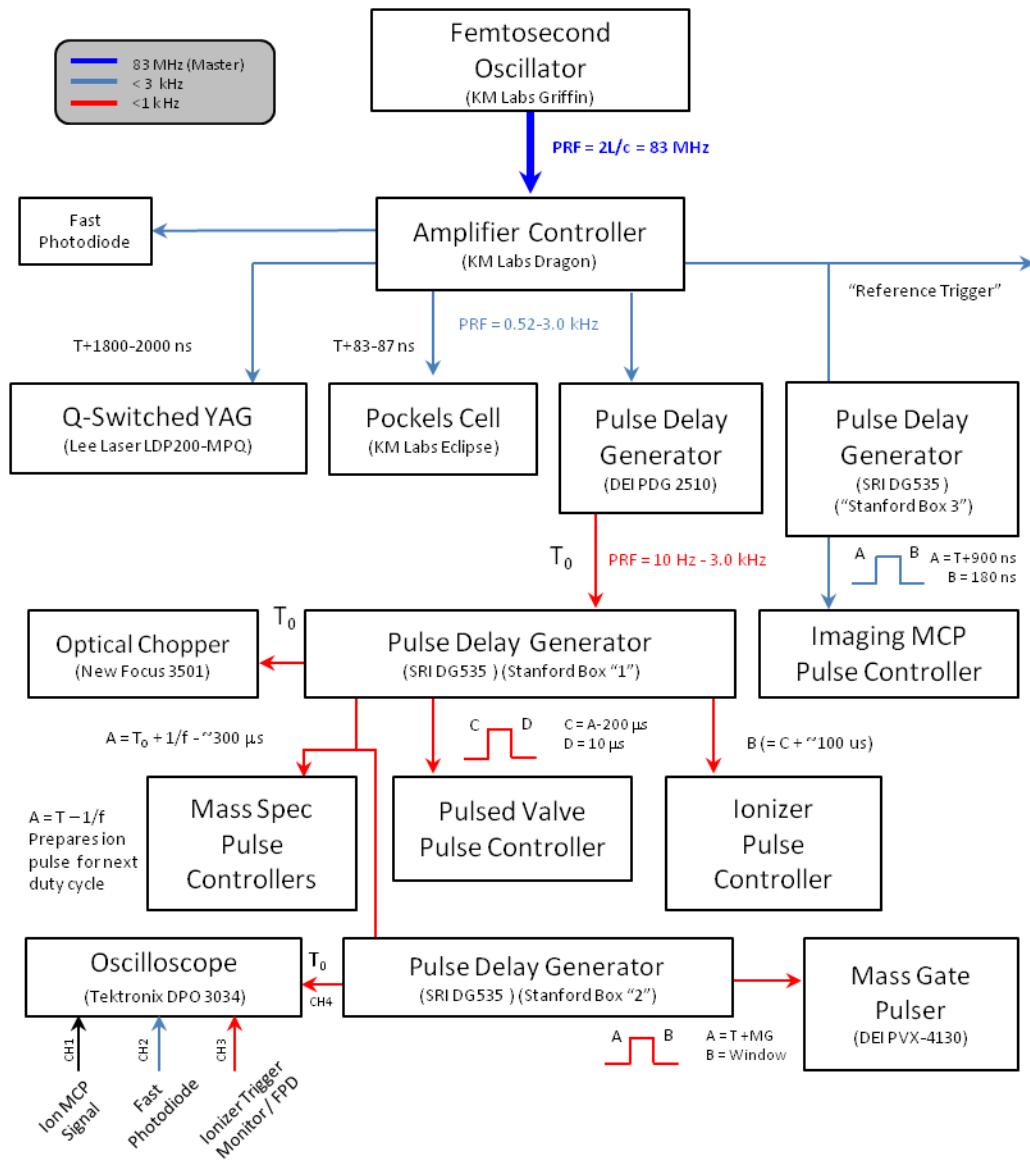 83 MHz (Master)
< 3 kHz
<1 kHz
Femtosecond
Oscillator
(KM Labs Griffin)
PRF = 2L/c = 83 MHz
Fast
Photodiode
Amplifier Controller
(KM Labs Dragon)
"Reference Trigger"
PRF = 0.52-3.0 kHz
T+1800-2000 ns
T+83-87 ns
Q-Switched YAG
(Lee Laser LDP200-MPQ)
Pockels Cell
(KM Labs Eclipse)
Pulse Delay
Generator
(DEI PDG 2510)
Pulse Delay
Generator
(SRI DG535 )
("Stanford Box 3")
T0
PRF = 10 Hz - 3.0 kHz
A
B
A = T+900 ns
B = 180 ns
Optical Chopper
(New Focus 3501)
T0
Pulse Delay Generator
(SRI DG535 ) (Stanford Box "1")
Imaging MCP
Pulse Controller
A = T0 + 1/f - ~300 µs
C
D
C = A-200 µs
D = 10 µs
B (= C + ~100 us)
A = T – 1/f
Prepares ion
pulse for next
duty cycle
Mass Spec
Pulse
Controllers
Pulsed Valve
Pulse Controller
Ionizer
Pulse
Controller
Oscilloscope
(Tektronix DPO 3034)
T0
CH4
Pulse Delay Generator
(SRI DG535 ) (Stanford Box "2")
Mass Gate
Pulser
(DEI PVX-4130)
A
B
A = T +MG
B = Window
CH1
CH2
CH3
Ion MCP
Signal
Fast
Photodiode
Ionizer Trigger
Monitor / FPD